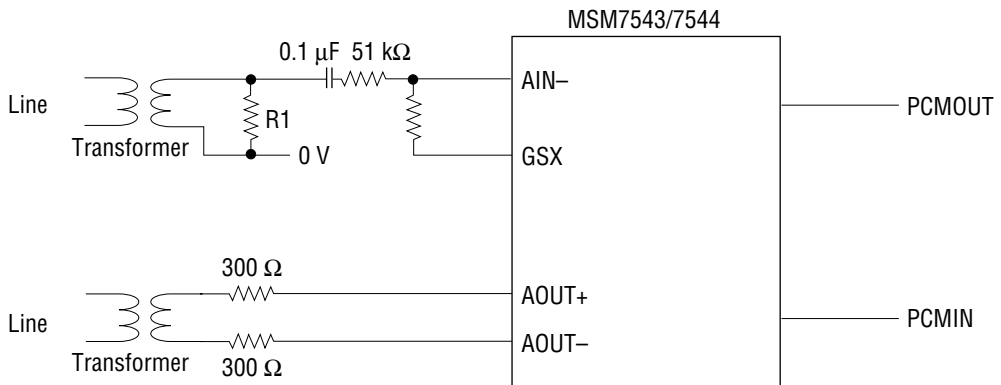 MSM7543/7544
0.1 μF 51 kΩ
AIN–
Line
R1
PCMOUT
Transformer
0 V
GSX
300 Ω
AOUT+
Line
PCMIN
AOUT–
Transformer
300 Ω